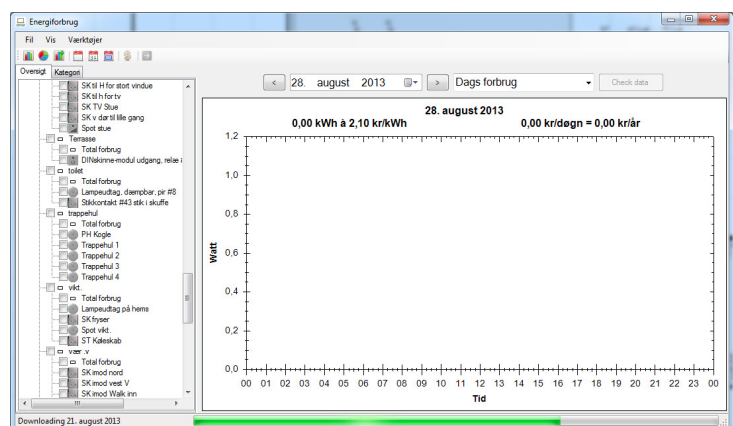 Energiforbrug
Fil Vis Værktøjer
Oversigt Kategori
SK til H for stort vindue
SK til h for tv
SK TV Stue
SK v dør til lille gang
Spot stue
Terrasse
Total forbrug
DINskinne-modul udgang, relæ
toilet
Total forbrug
Lampeudtag, dæmpbar, pir #8
Stikkontakt #43 stik i skuffe
trappehul
Total forbrug
PH Kogle
Trappehul 1
Trappehul 2
Trappehul 3
Trappehul 4
vikt.
Total forbrug
Lampeudtag på hems
SK fryser
Spot vikt.
ST Køleskab
vær .v
Total forbrug
SK imod nord
SK imod vest V
SK imod Walk inn
< 28. august 2013 > Dags forbrug Check data
28. august 2013
0,00 kWh à 2,10 kr/kWh 0,00 kr/døgn = 0,00 kr/år
1,2
1,0
0,8
0,6
0,4
0,2
0,0
Watt
00 01 02 03 04 05 06 07 08 09 10 11 12 13 14 15 16 17 18 19 20 21 22 23 00
Tid
Downloading 21. august 2013